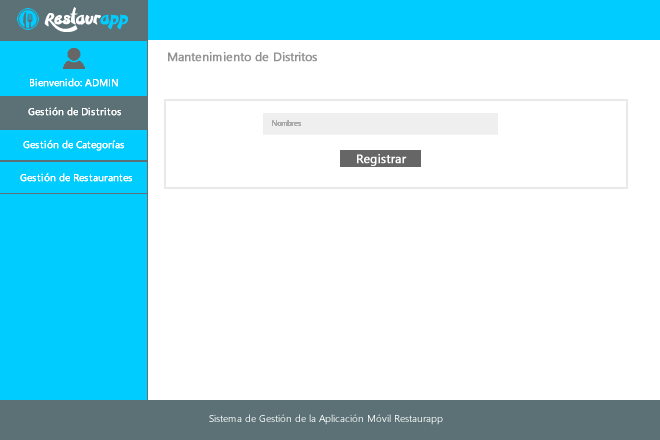 Restaurapp
Bienvenido: ADMIN
Gestión de Distritos
Gestión de Categorías
Gestión de Restaurantes
Mantenimiento de Distritos
Nombres
Registrar
Sistema de Gestión de la Aplicación Móvil Restaurapp